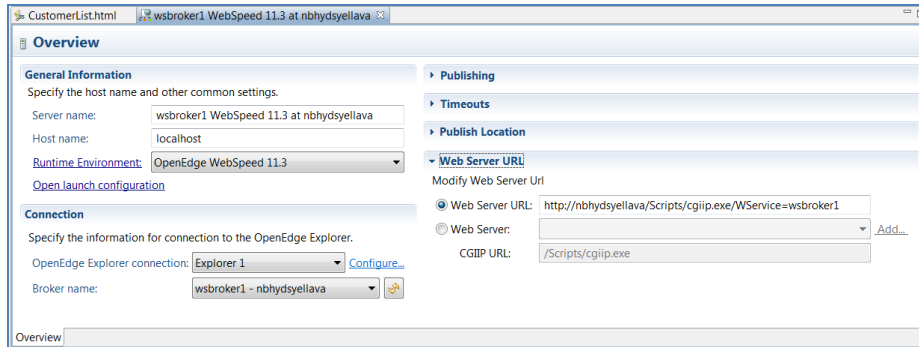 CustomerList.html
wsbroker1 WebSpeed 11.3 at nbhydsyellava
Overview
General Information
Specify the host name and other common settings.
Server name: wsbroker1 WebSpeed 11.3 at nbhydsyellava
Host name: localhost
Runtime Environment: OpenEdge WebSpeed 11.3
Open launch configuration
Connection
Specify the information for connection to the OpenEdge Explorer.
OpenEdge Explorer connection: Explorer 1 Configure...
Broker name: wsbroker1 - nbhydsyellava
Publishing
Timeouts
Publish Location
Web Server URL
Modify Web Server Url
Web Server URL: http://nbhydsyellava/Scripts/cgiip.exe/WService=wsbroker1
Web Server: Add...
CGIIP URL: /Scripts/cgiip.exe
Overview